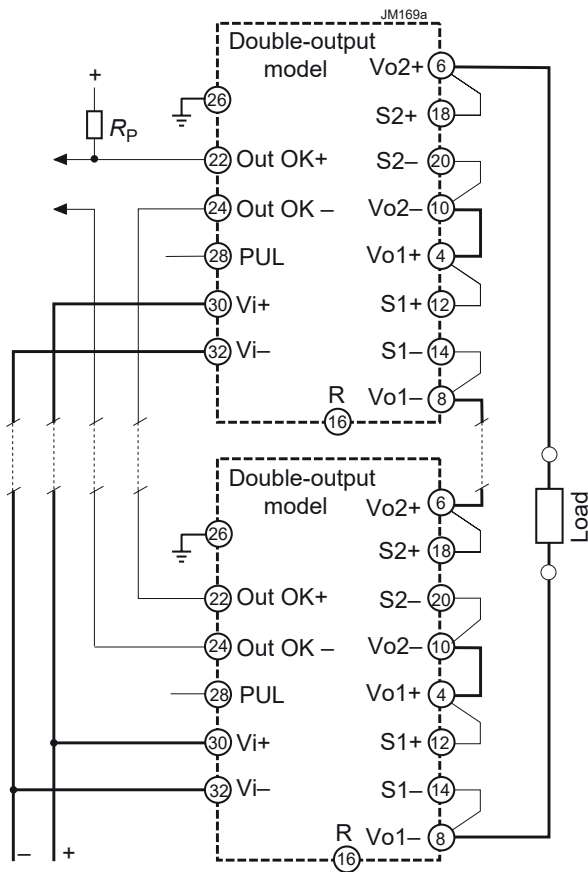 JM169a
Double-output
model
Vo2+ 6
26
+
S2+ 18
RP
22 Out OK+
S2– 20
24 Out OK –
Vo2– 10
28 PUL
Vo1+ 4
30 Vi+
S1+ 12
32 Vi–
S1– 14
R
16
Vo1– 8
Double-output
model
Vo2+ 6
26
S2+ 18
Load
22 Out OK+
S2– 20
24 Out OK –
Vo2– 10
28 PUL
Vo1+ 4
30 Vi+
S1+ 12
32 Vi–
S1– 14
R
16
Vo1– 8
– +